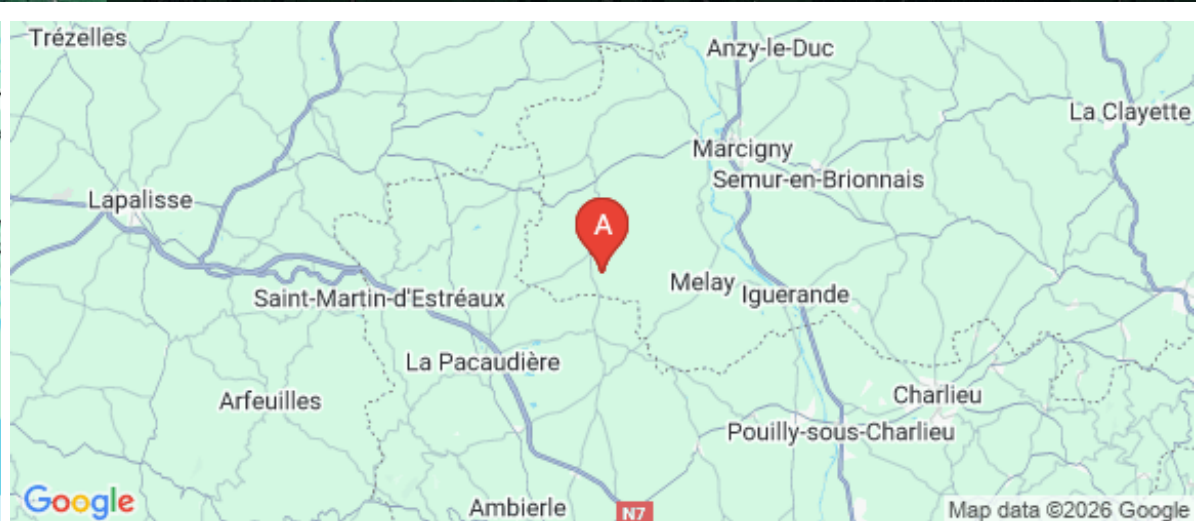 Trézelles
Anzy-le-Duc
La Clayette
Marcigny
Semur-en-Brionnais
Lapalisse
A
Melay
Iguerande
Saint-Martin-d'Estréaux
La Pacaudière
Arfeuilles
Charlieu
Pouilly-sous-Charlieu
Google
Ambierle
N7
Map data ©2026 Google